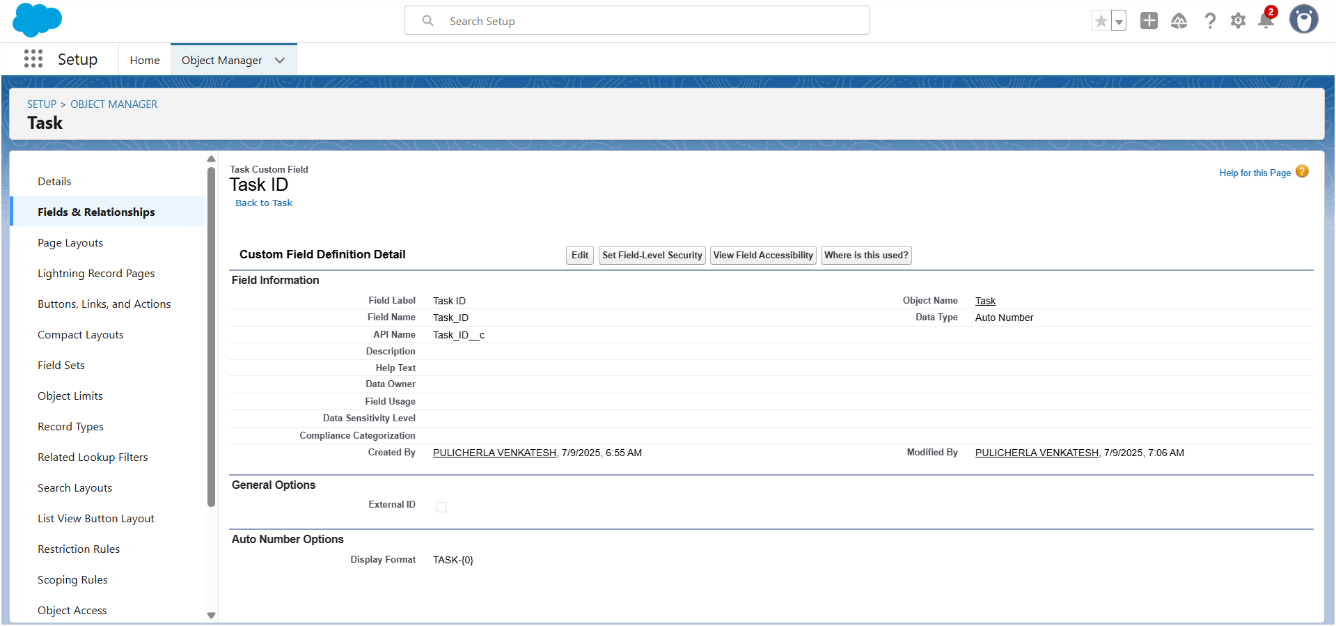 Search Setup
2
Setup
Home
Object Manager
SETUP > OBJECT MANAGER
Task
Details
Fields & Relationships
Page Layouts
Lightning Record Pages
Buttons, Links, and Actions
Compact Layouts
Field Sets
Object Limits
Record Types
Related Lookup Filters
Search Layouts
List View Button Layout
Restriction Rules
Scoping Rules
Object Access
Task Custom Field
Task ID
Back to Task
Help for this Page ?
Custom Field Definition Detail
Edit
Set Field-Level Security
View Field Accessibility
Where is this used?
Field Information
Field Label Task ID
Object Name Task
Field Name Task_ID
Data Type Auto Number
API Name Task_ID__c
Description
Help Text
Data Owner
Field Usage
Data Sensitivity Level
Compliance Categorization
Created By PULICHERLA VENKATESH, 7/9/2025, 6:55 AM
Modified By PULICHERLA VENKATESH, 7/9/2025, 7:06 AM
General Options
External ID
Auto Number Options
Display Format TASK-{0}